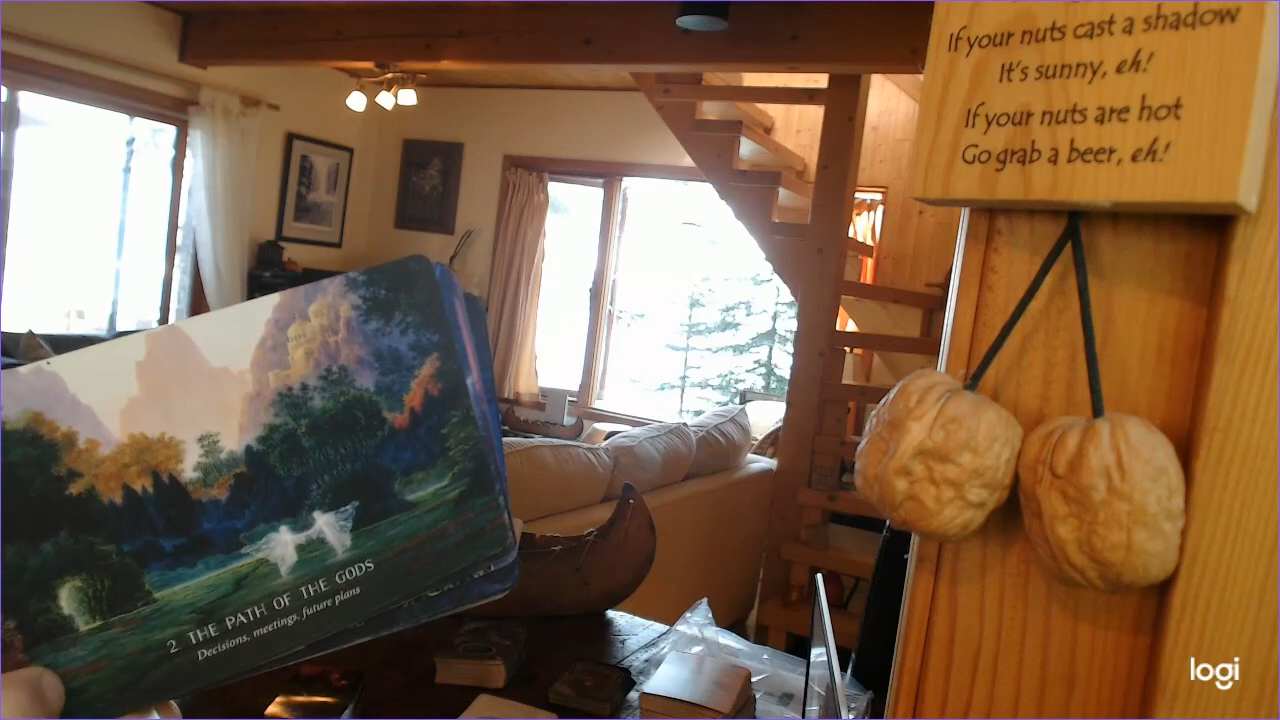 If your nuts cast a shadow
It's sunny, eh!
If your nuts are hot
Go grab a beer, eh!
2 THE PATH OF THE GODS
Decisions, meetings, future plans
logi